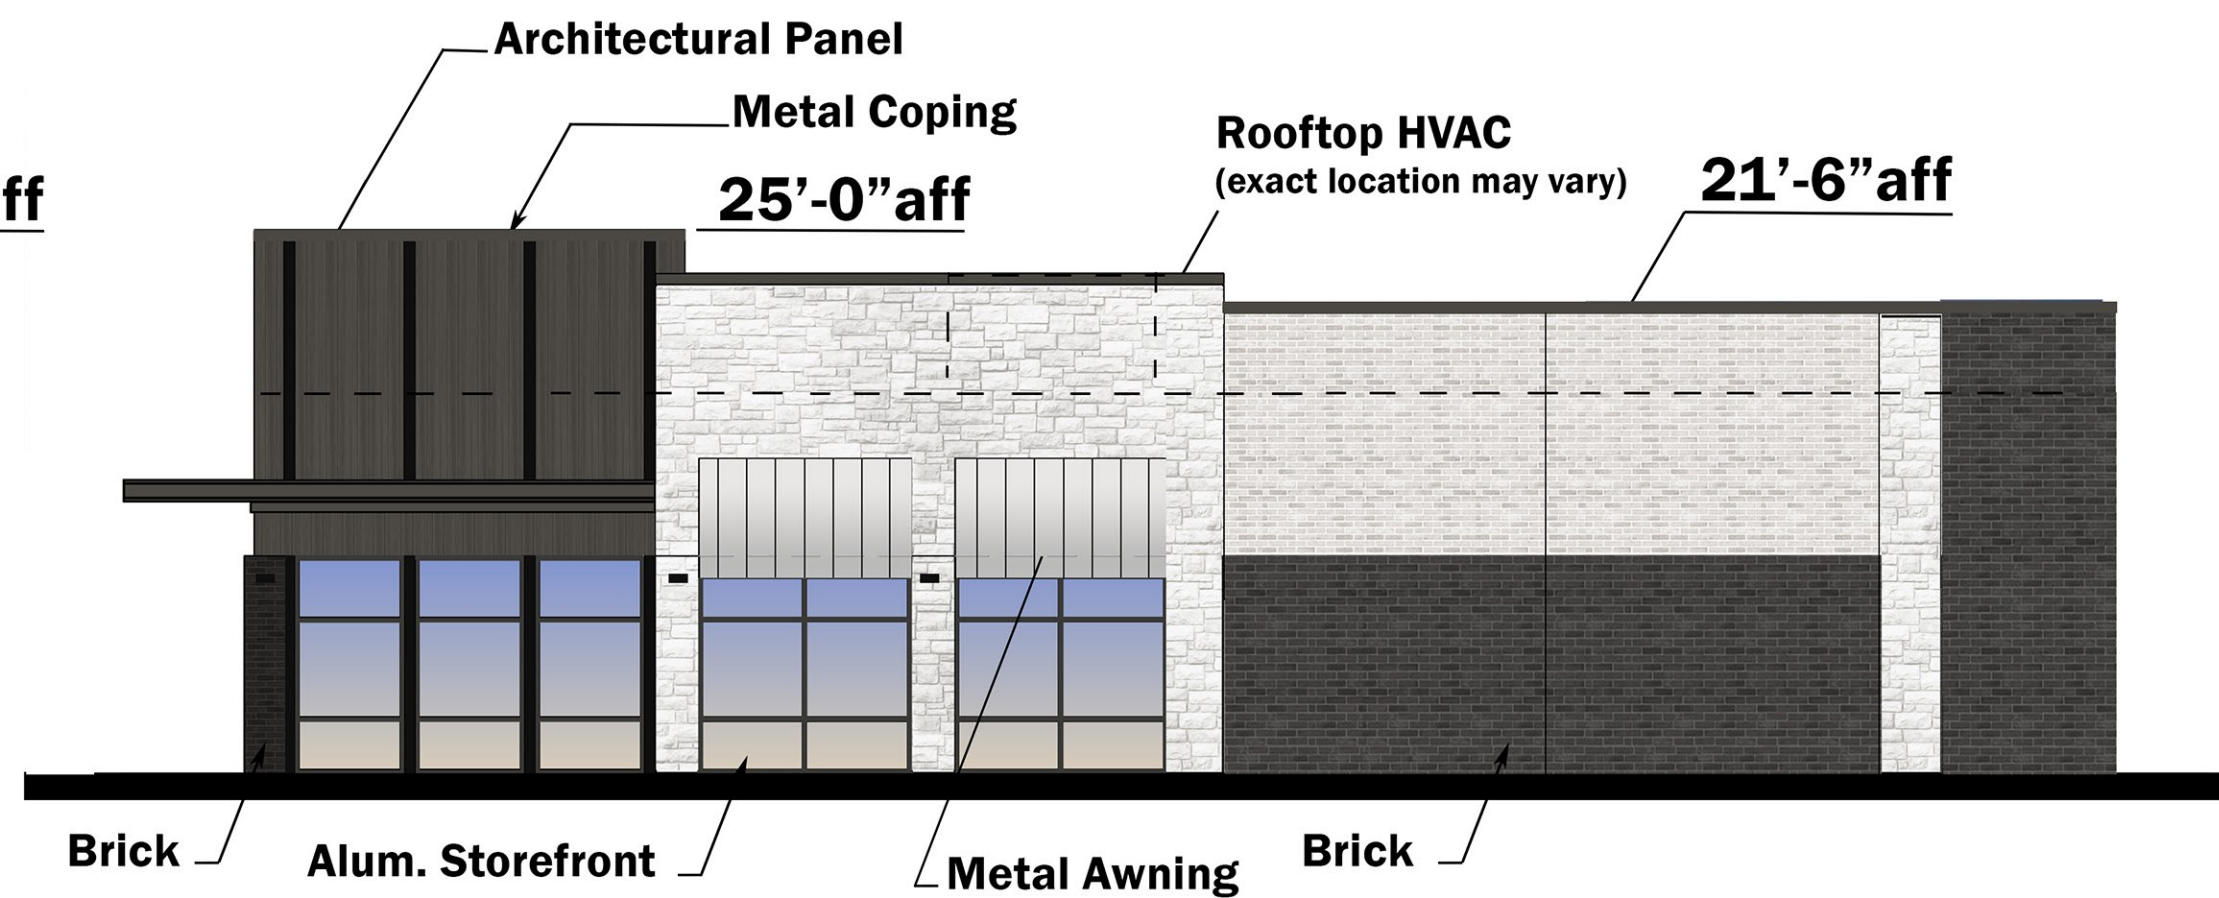 Architectural Panel
Metal Coping
Rooftop HVAC
(exact location may vary)
21’-6”aff
25’-0”aff
ff
Brick
Alum. Storefront
Metal Awning
Brick